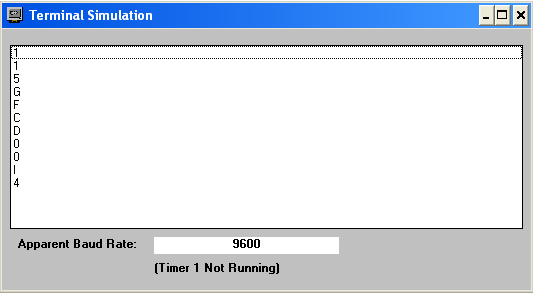 Terminal Simulation
1
1
5
G
F
C
D
0
0
I
4
Apparent Baud Rate: 9600
(Timer 1 Not Running)